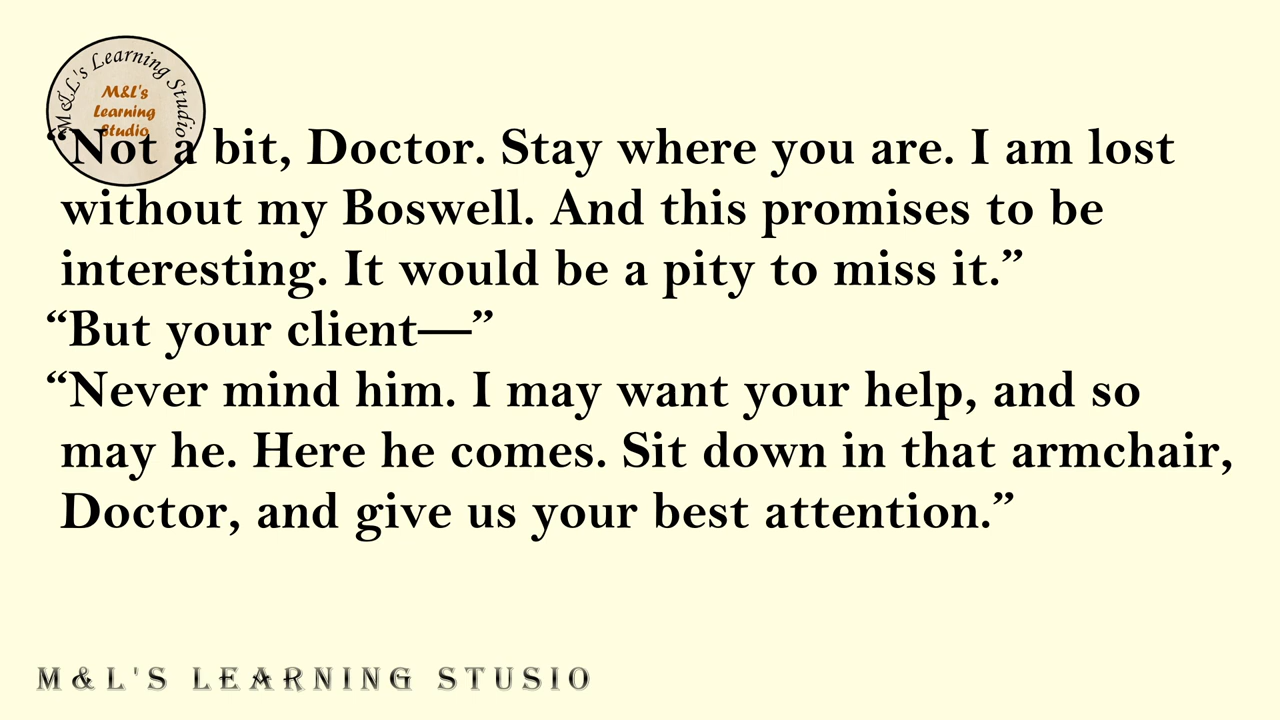 M&L's Learning Studio
M&L's
Learning
Studio
“Not a bit, Doctor. Stay where you are. I am lost
without my Boswell. And this promises to be
interesting. It would be a pity to miss it.”
“But your client—”
“Never mind him. I may want your help, and so
may he. Here he comes. Sit down in that armchair,
Doctor, and give us your best attention.”
M&L'S LEARNING STUSIO